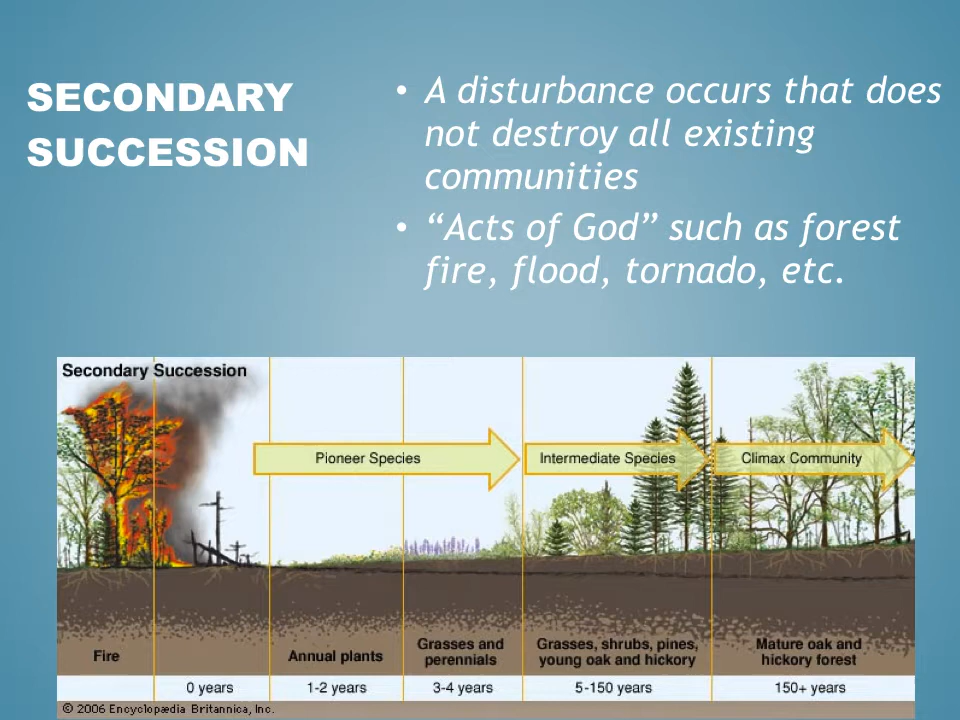 SECONDARY
SUCCESSION
• A disturbance occurs that does
not destroy all existing
communities
• “Acts of God” such as forest
fire, flood, tornado, etc.
Secondary Succession
Pioneer Species
Intermediate Species
Climax Community
Fire
Annual plants
Grasses and
perennials
Grasses, shrubs, pines,
young oak and hickory
Mature oak and
hickory forest
0 years
1-2 years
3-4 years
5-150 years
150+ years
© 2006 Encyclopædia Britannica, Inc.